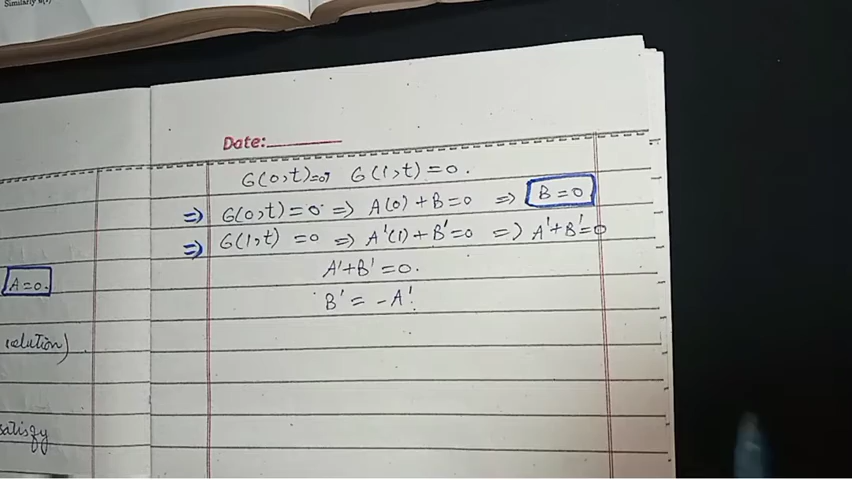 Similarly G(
Date:
G(0,t)=0, G(1,t)=0.
⇒ G(0,t)=0 ⇒ A(0)+B=0 ⇒ B=0
⇒ G(1,t)=0 ⇒ A'(1)+B'=0 ⇒ A'+B'=0
A'+B'=0.
B'=-A'.
A=0.
solution)
satisfy